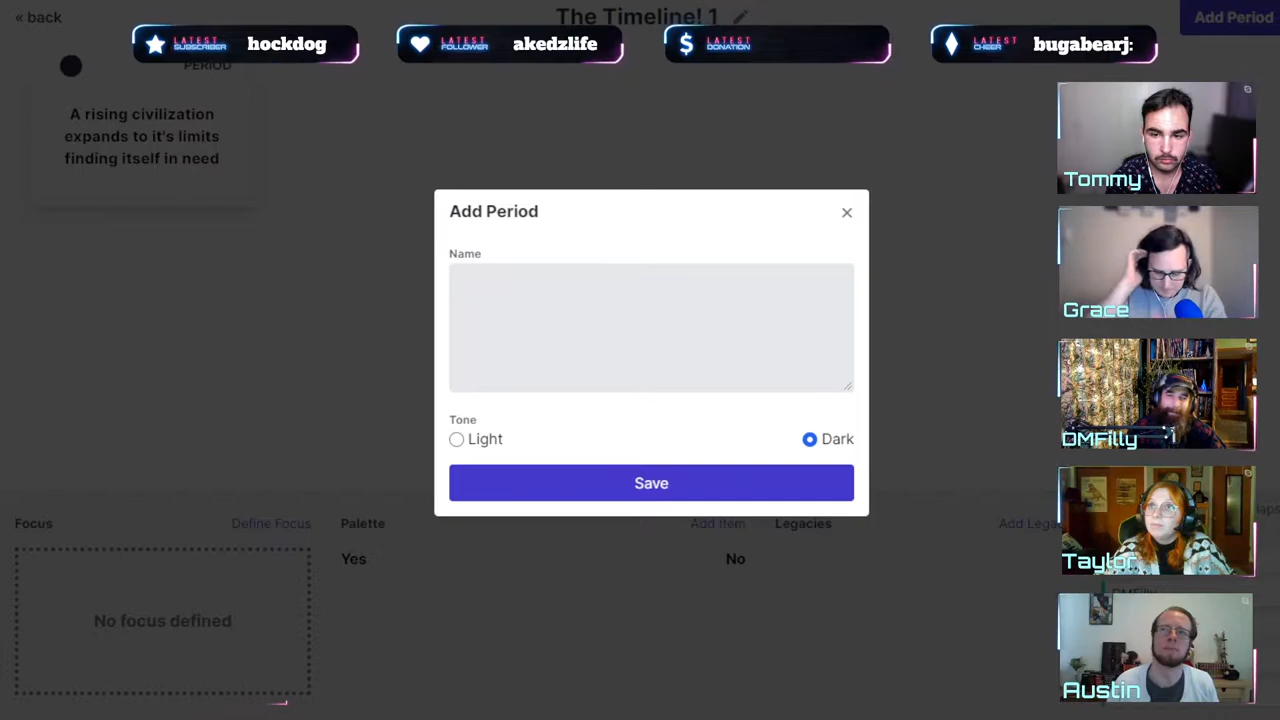 « back
The Timeline! 1
Add Period
LATEST SUBSCRIBER hockdog
LATEST FOLLOWER akedzlife
LATEST DONATION
LATEST CHEER bugabearj:
PERIOD
A rising civilization
expands to it's limits
finding itself in need
Add Period
Name
Tone
Light
Dark
Save
Focus
Define Focus
Palette
Add Item
Legacies
Yes
No
No focus defined
Tommy
Grace
DMFilly
Taylor
Austin